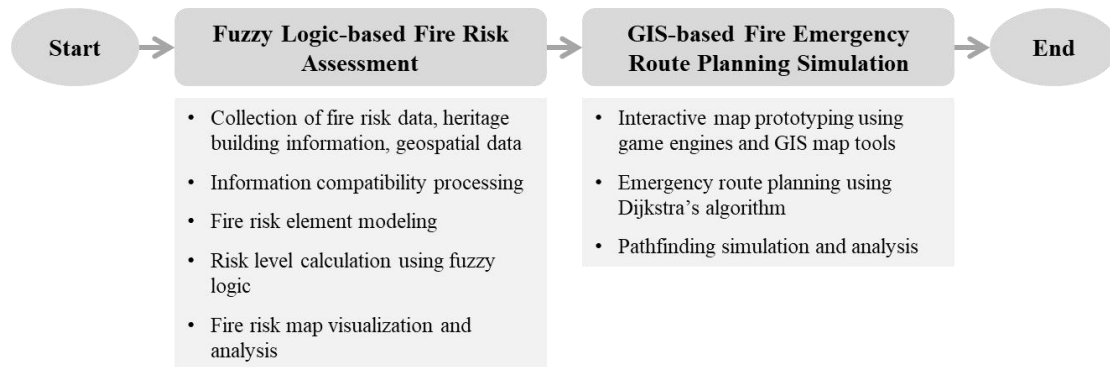 Start
Fuzzy Logic-based Fire Risk
Assessment
• Collection of fire risk data, heritage
building information, geospatial data
• Information compatibility processing
• Fire risk element modeling
• Risk level calculation using fuzzy
logic
• Fire risk map visualization and
analysis
GIS-based Fire Emergency
Route Planning Simulation
• Interactive map prototyping using
game engines and GIS map tools
• Emergency route planning using
Dijkstra’s algorithm
• Pathfinding simulation and analysis
End